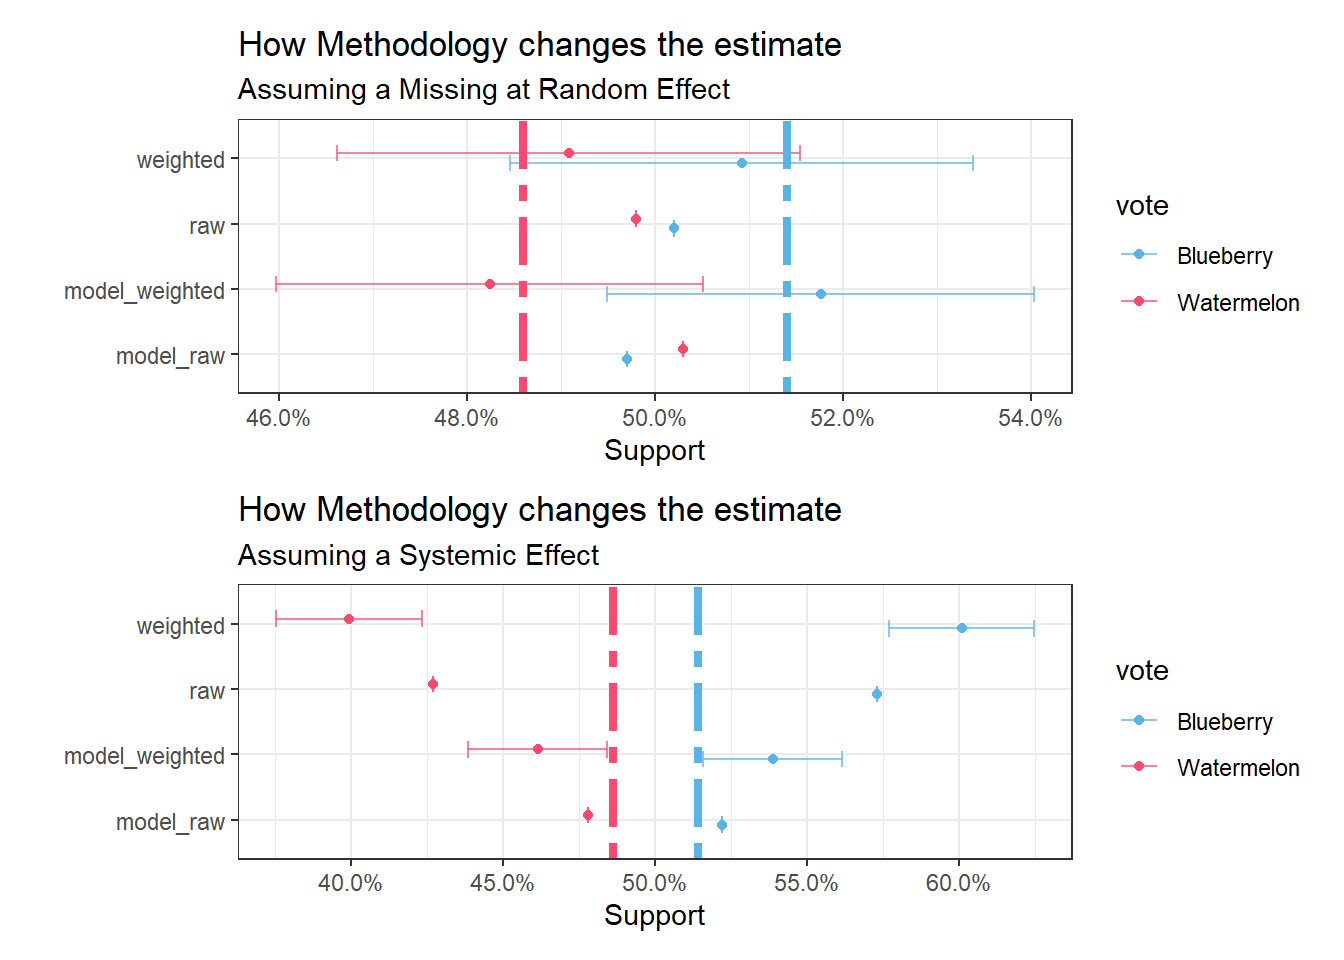 How Methodology changes the estimate
Assuming a Missing at Random Effect
weighted
raw
model_weighted
model_raw
46.0% 48.0% 50.0% 52.0% 54.0%
Support
vote
Blueberry
Watermelon
How Methodology changes the estimate
Assuming a Systemic Effect
weighted
raw
model_weighted
model_raw
40.0% 45.0% 50.0% 55.0% 60.0%
Support
vote
Blueberry
Watermelon